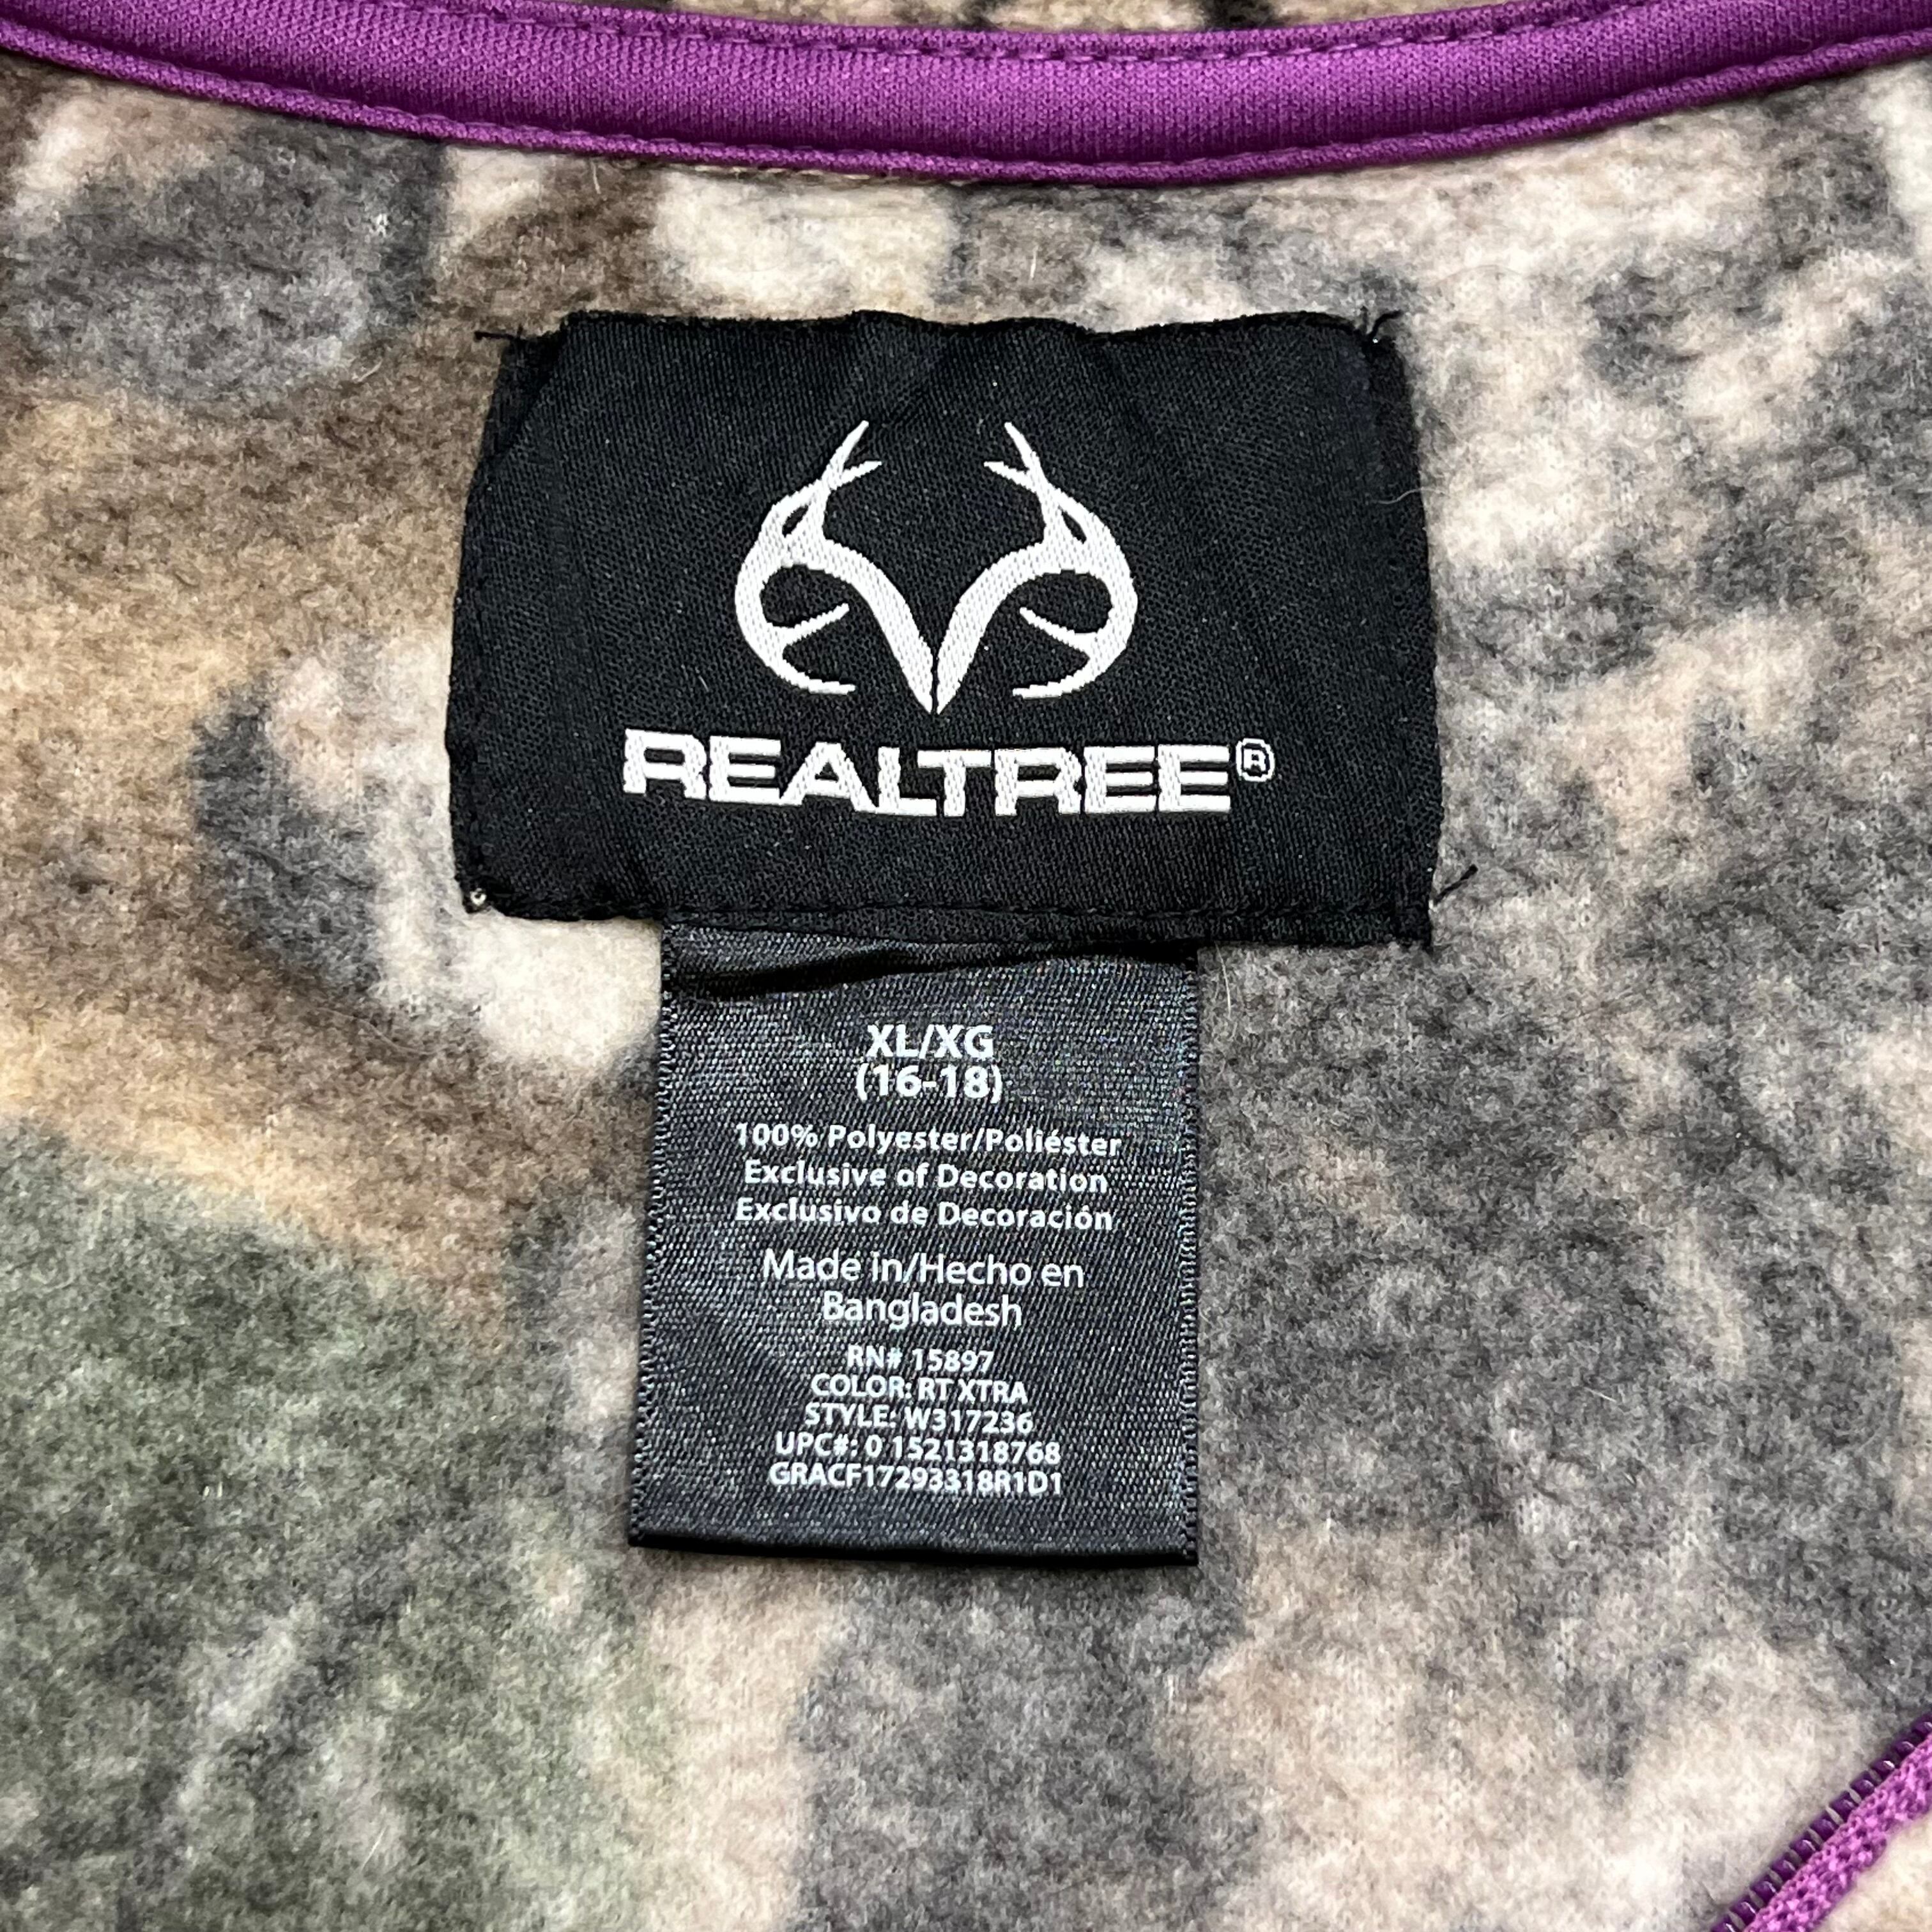 REALTREE®
XL/XG
(16-18)
100% Polyester/Poliéster
Exclusive of Decoration
Exclusivo de Decoración
Made in/Hecho en
Bangladesh
RN# 15897
COLOR: RT XTRA
STYLE: W317236
UPC#: 0 1521318768
GRACF17293318R1D1